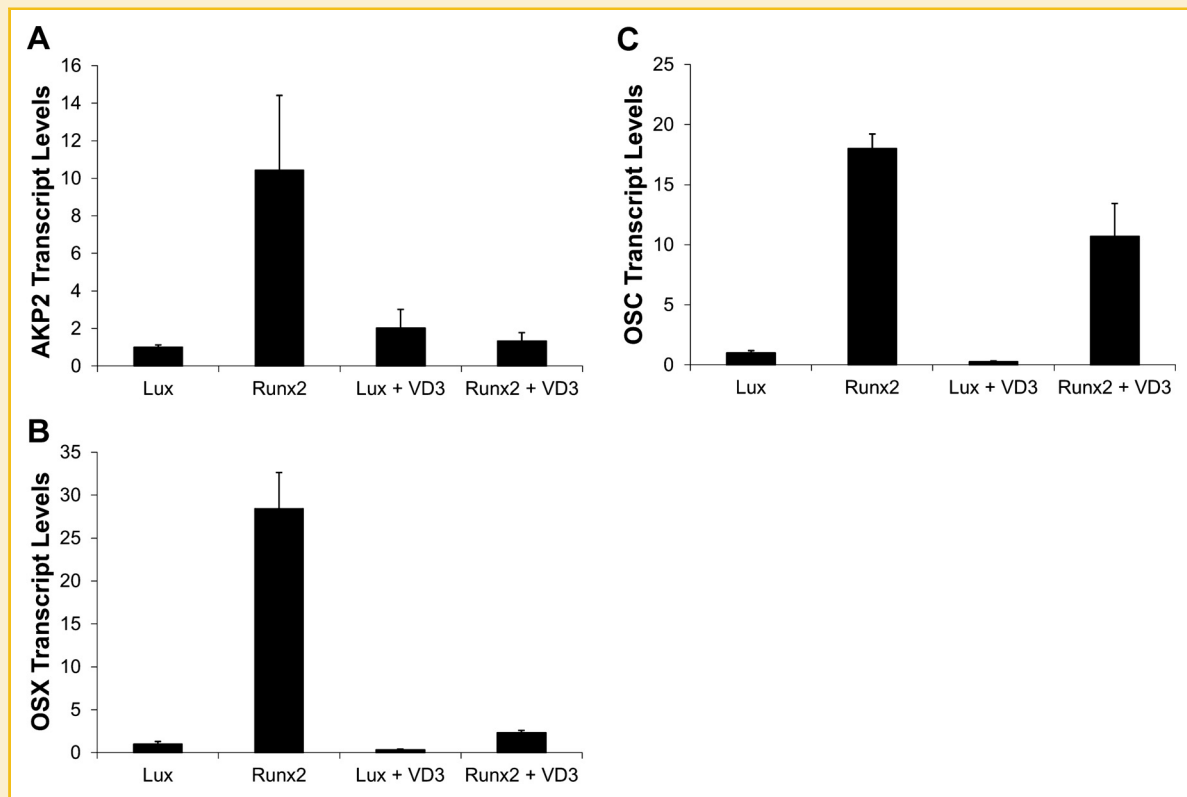 A
AKP2 Transcript Levels
16
14
12
10
8
6
4
2
0
Lux Runx2 Lux + VD3 Runx2 + VD3
B
OSX Transcript Levels
35
30
25
20
15
10
5
0
Lux Runx2 Lux + VD3 Runx2 + VD3
C
OSC Transcript Levels
25
20
15
10
5
0
Lux Runx2 Lux + VD3 Runx2 + VD3